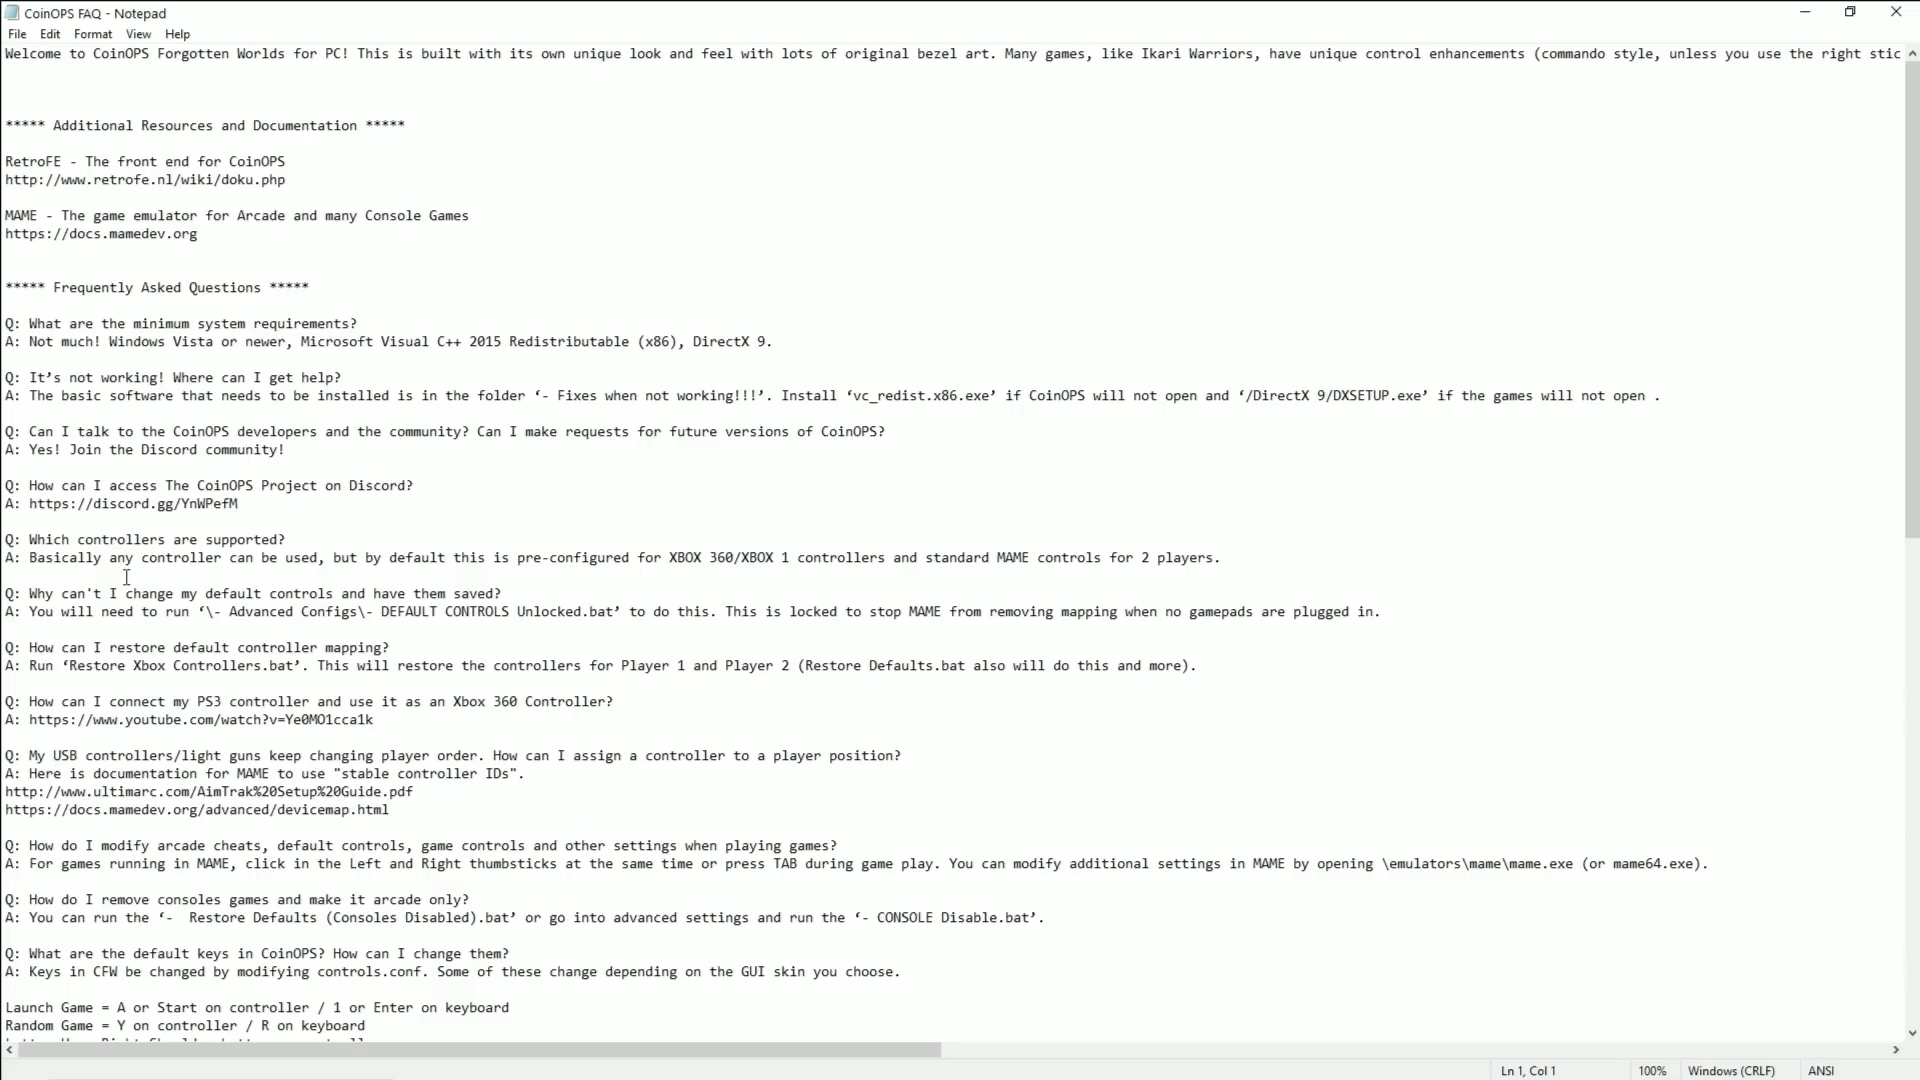 CoinOPS FAQ - Notepad
File Edit Format View Help
Welcome to CoinOPS Forgotten Worlds for PC! This is built with its own unique look and feel with lots of original bezel art. Many games, like Ikari Warriors, have unique control enhancements (commando style, unless you use the right stic
***** Additional Resources and Documentation *****
RetroFE - The front end for CoinOPS
http://www.retrofe.nl/wiki/doku.php
MAME - The game emulator for Arcade and many Console Games
https://docs.mamedev.org
***** Frequently Asked Questions *****
Q: What are the minimum system requirements?
A: Not much! Windows Vista or newer, Microsoft Visual C++ 2015 Redistributable (x86), DirectX 9.
Q: It’s not working! Where can I get help?
A: The basic software that needs to be installed is in the folder ‘- Fixes when not working!!!’. Install ‘vc_redist.x86.exe’ if CoinOPS will not open and ‘/DirectX 9/DXSETUP.exe’ if the games will not open .
Q: Can I talk to the CoinOPS developers and the community? Can I make requests for future versions of CoinOPS?
A: Yes! Join the Discord community!
Q: How can I access The CoinOPS Project on Discord?
A: https://discord.gg/YnWPefM
Q: Which controllers are supported?
A: Basically any controller can be used, but by default this is pre-configured for XBOX 360/XBOX 1 controllers and standard MAME controls for 2 players.
Q: Why can't I change my default controls and have them saved?
A: You will need to run ‘\- Advanced Configs\- DEFAULT CONTROLS Unlocked.bat’ to do this. This is locked to stop MAME from removing mapping when no gamepads are plugged in.
Q: How can I restore default controller mapping?
A: Run ‘Restore Xbox Controllers.bat’. This will restore the controllers for Player 1 and Player 2 (Restore Defaults.bat also will do this and more).
Q: How can I connect my PS3 controller and use it as an Xbox 360 Controller?
A: https://www.youtube.com/watch?v=Ye0MO1cca1k
Q: My USB controllers/light guns keep changing player order. How can I assign a controller to a player position?
A: Here is documentation for MAME to use "stable controller IDs".
http://www.ultimarc.com/AimTrak%20Setup%20Guide.pdf
https://docs.mamedev.org/advanced/devicemap.html
Q: How do I modify arcade cheats, default controls, game controls and other settings when playing games?
A: For games running in MAME, click in the Left and Right thumbsticks at the same time or press TAB during game play. You can modify additional settings in MAME by opening \emulators\mame\mame.exe (or mame64.exe).
Q: How do I remove consoles games and make it arcade only?
A: You can run the ‘-  Restore Defaults (Consoles Disabled).bat’ or go into advanced settings and run the ‘- CONSOLE Disable.bat’.
Q: What are the default keys in CoinOPS? How can I change them?
A: Keys in CFW be changed by modifying controls.conf. Some of these change depending on the GUI skin you choose.
Launch Game = A or Start on controller / 1 or Enter on keyboard
Random Game = Y on controller / R on keyboard
Ln 1, Col 1 100% Windows (CRLF) ANSI